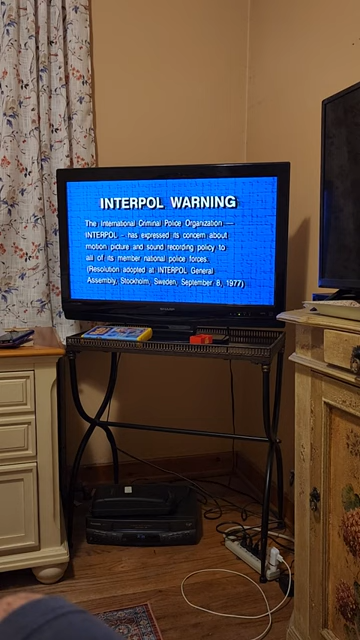 INTERPOL WARNING
The International Criminal Police Organization —
INTERPOL - has expressed its concern about
motion picture and sound recording policy to
all of its member national police forces.
(Resolution adopted at INTERPOL General
Assembly, Stockholm, Sweden, September 8, 1977)
SHARP